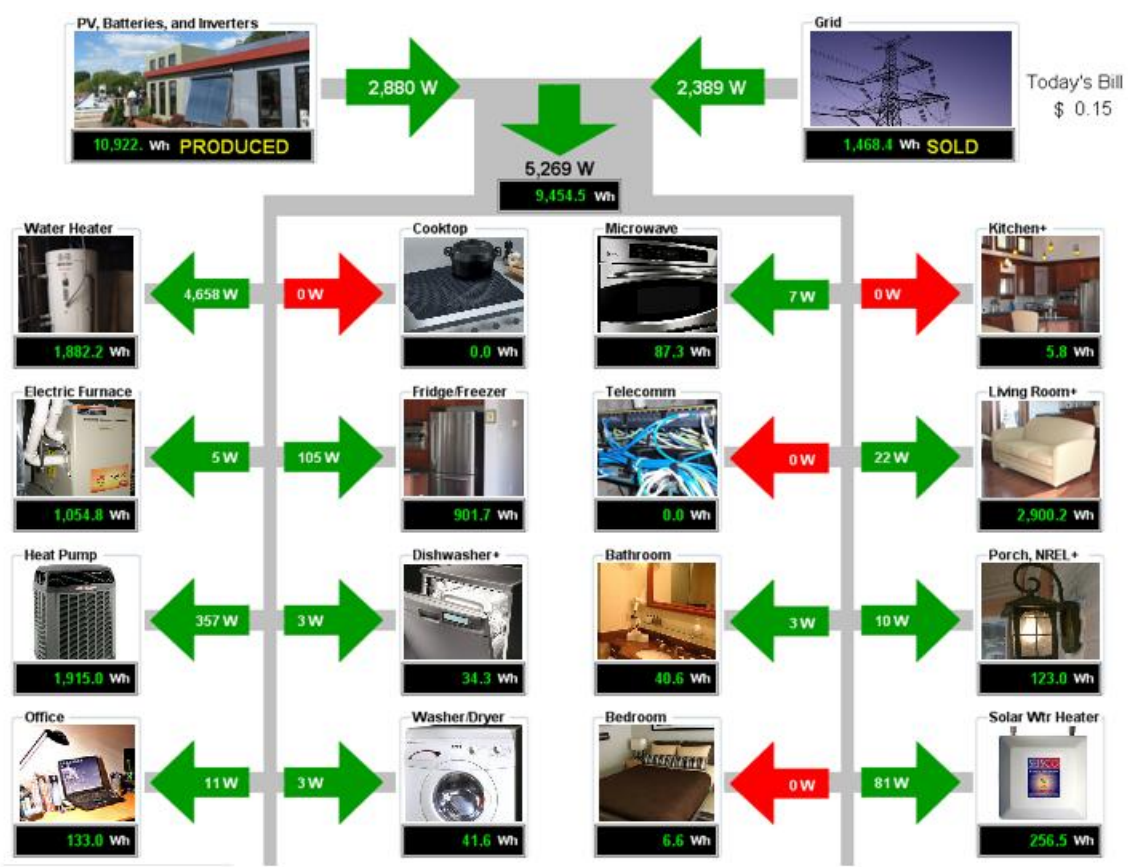 PV, Batteries, and Inverters
Grid
2,880 W
2,389 W
Today's Bill
$ 0.15
10,922. Wh PRODUCED
1,468.4 Wh SOLD
5,269 W
9,454.5 Wh
Water Heater
Cooktop
Microwave
Kitchen+
4,658 W
0 W
7 W
0 W
1,882.2 Wh
0.0 Wh
87.3 Wh
5.8 Wh
Electric Furnace
Fridge/Freezer
Telecomm
Living Room+
5 W
105 W
0 W
22 W
1,054.8 Wh
901.7 Wh
0.0 Wh
2,900.2 Wh
Heat Pump
Dishwasher+
Bathroom
Porch, NREL+
357 W
3 W
3 W
10 W
1,915.0 Wh
34.3 Wh
40.6 Wh
123.0 Wh
Office
Washer/Dryer
Bedroom
Solar Wtr Heater
SEISCO
11 W
3 W
0 W
81 W
133.0 Wh
41.6 Wh
6.6 Wh
256.5 Wh